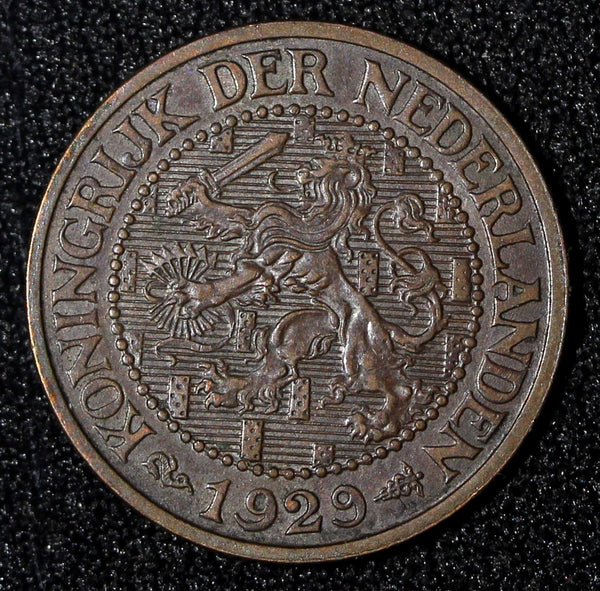 KONINGRIJK DER NEDERLANDEN
1929